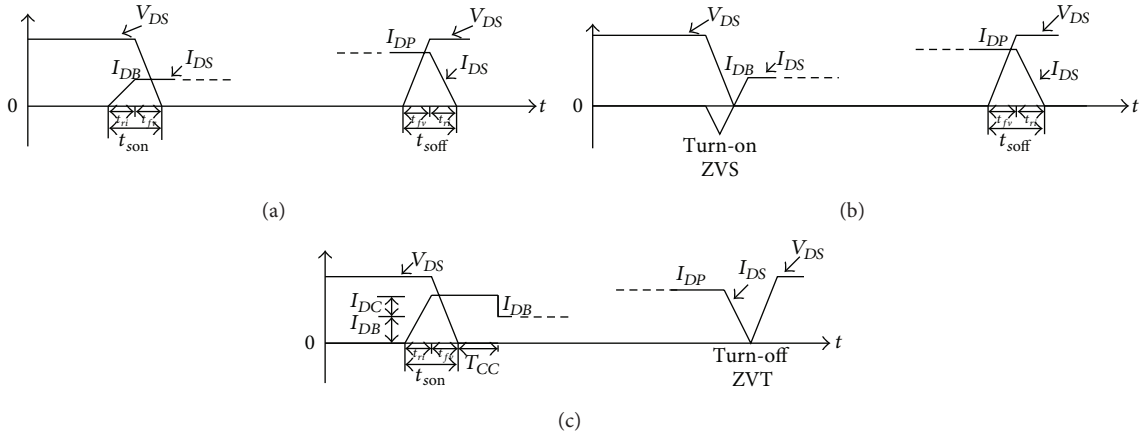 V_DS
I_DB
I_DS
0
t_ri
t_fv
t_son
I_DP
V_DS
I_DS
t_fv
t_ri
t_soff
t
(a)
V_DS
I_DB
I_DS
0
Turn-on
ZVS
I_DP
V_DS
I_DS
t_fv
t_ri
t_soff
t
(b)
V_DS
I_DC
I_DB
I_DB
0
t_ri
t_fv
T_CC
t_son
I_DP
I_DS
V_DS
Turn-off
ZVT
t
(c)